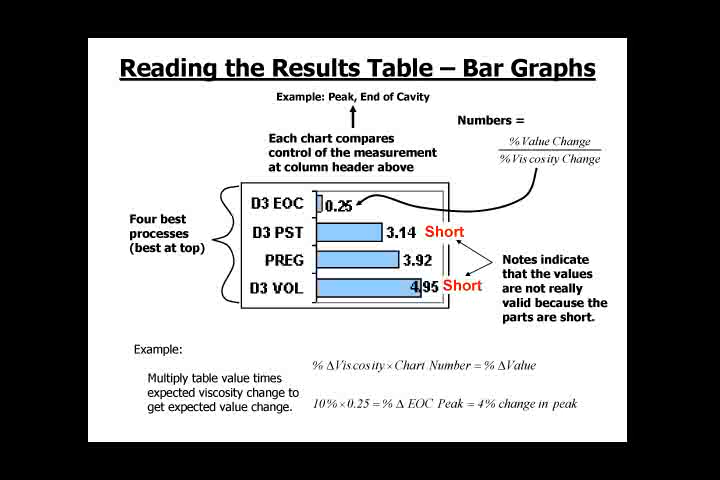 Reading the Results Table – Bar Graphs
Example: Peak, End of Cavity
Numbers =
% Value Change
% Viscosity Change
Each chart compares
control of the measurement
at column header above
Four best
processes
(best at top)
D3 EOC 0.25
D3 PST 3.14 Short
PREG 3.92
D3 VOL 4.95 Short
Notes indicate
that the values
are not really
valid because the
parts are short.
Example:
Multiply table value times
expected viscosity change to
get expected value change.
% ΔViscosity × Chart Number = % ΔValue
10% × 0.25 = % Δ EOC Peak = 4% change in peak